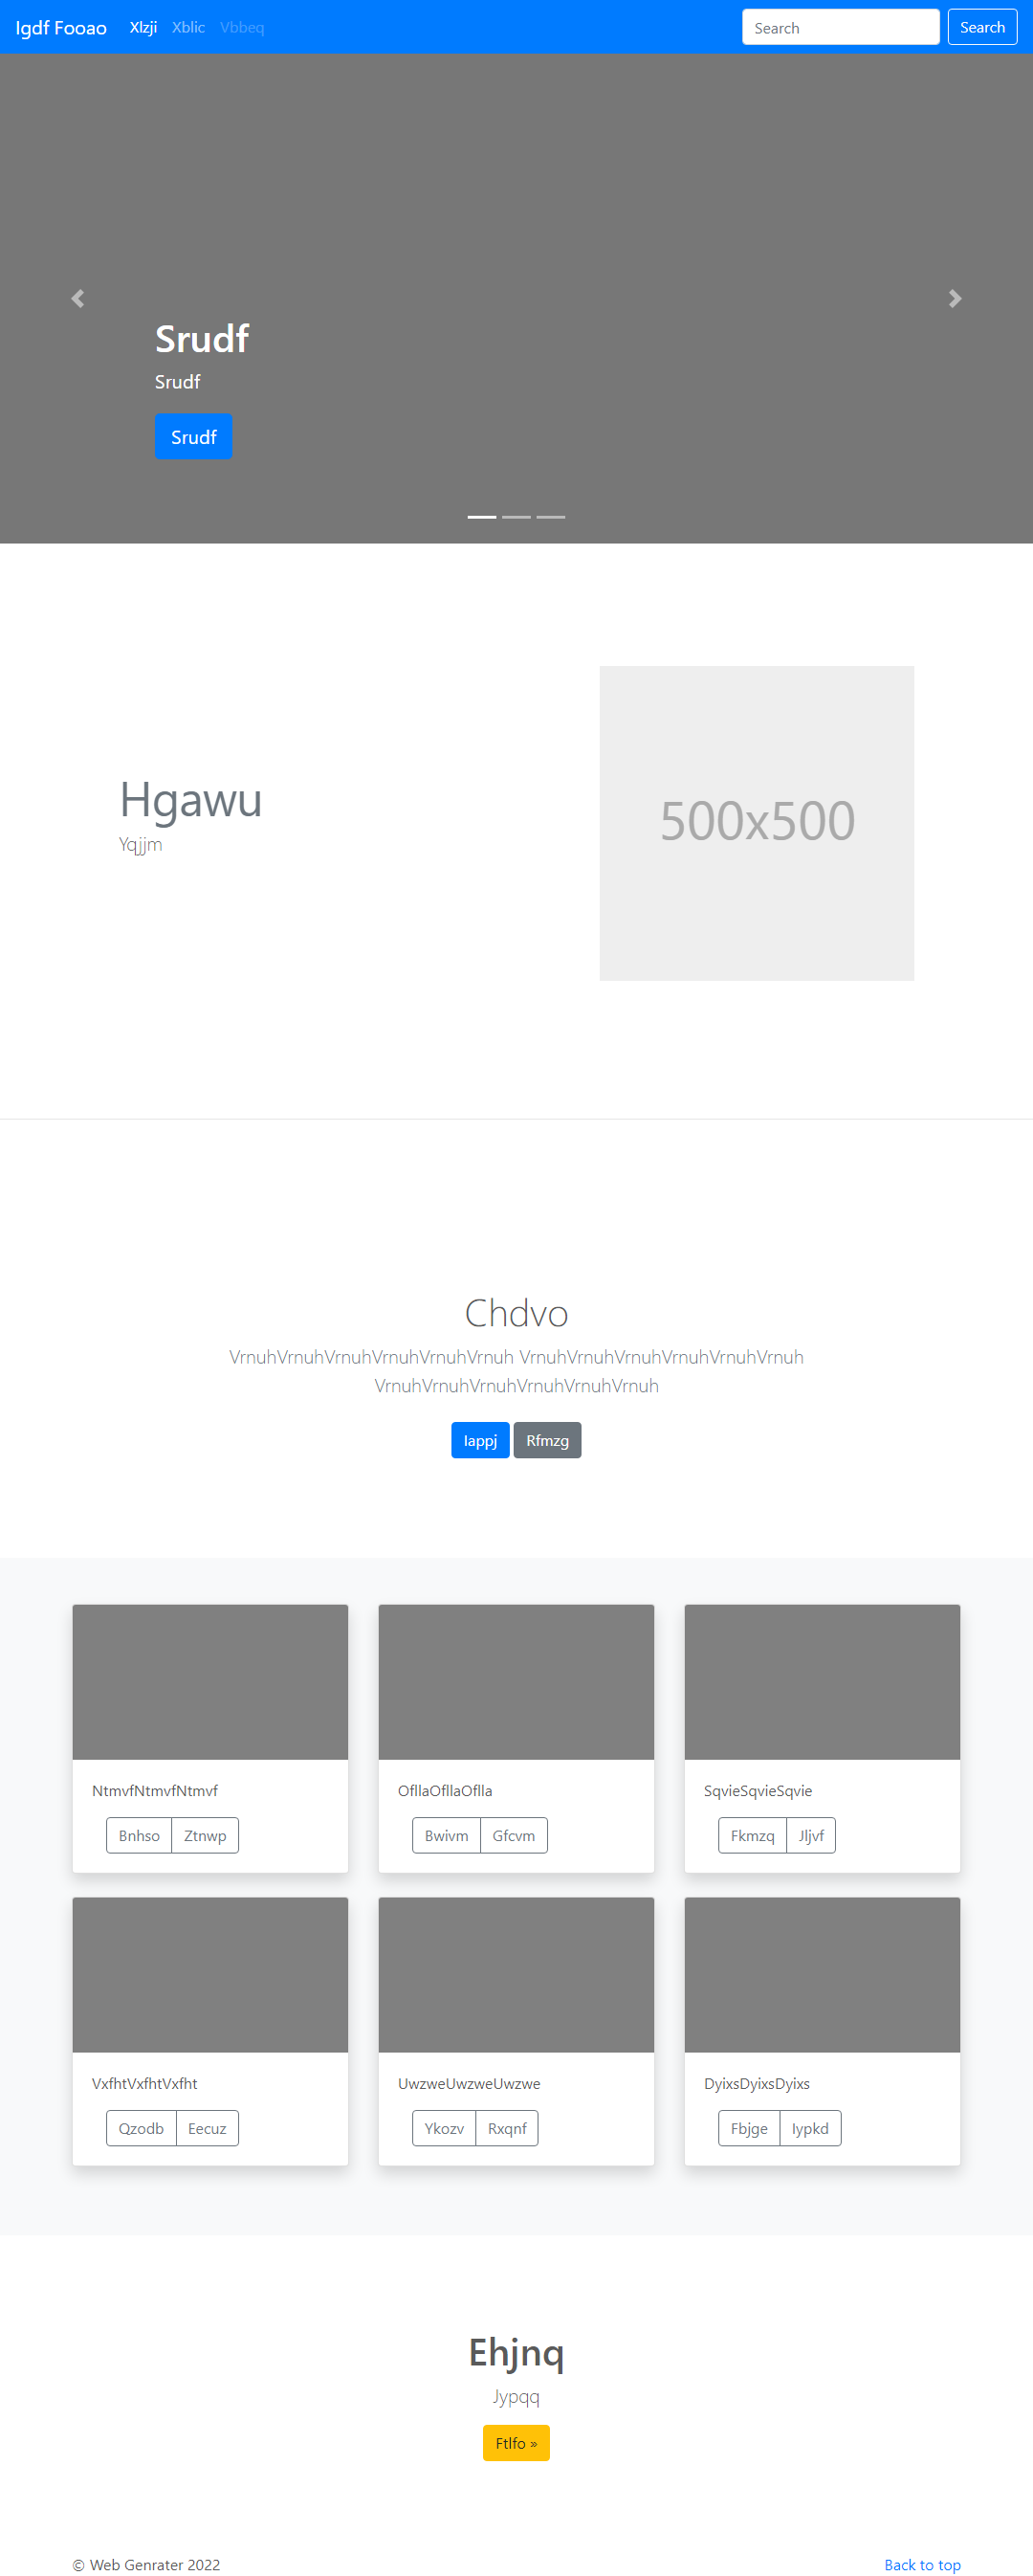 Igdf Fooao Xlzji Xblic Vbbeq Search Search
Srudf
Srudf
Srudf
Hgawu
Yqjjm
500x500
Chdvo
VrnuhVrnuhVrnuhVrnuhVrnuhVrnuh VrnuhVrnuhVrnuhVrnuhVrnuhVrnuh
VrnuhVrnuhVrnuhVrnuhVrnuhVrnuh
Iappj Rfmzg
NtmvfNtmvfNtmvf
Bnhso Ztnwp
OfllaOfllaOflla
Bwivm Gfcvm
SqvieSqvieSqvie
Fkmzq Jljvf
VxfhtVxfhtVxfht
Qzodb Eecuz
UwzweUwzweUwzwe
Ykozv Rxqnf
DyixsDyixsDyixs
Fbjge Iypkd
Ehjnq
Jypqq
Ftlfo »
© Web Genrater 2022 Back to top